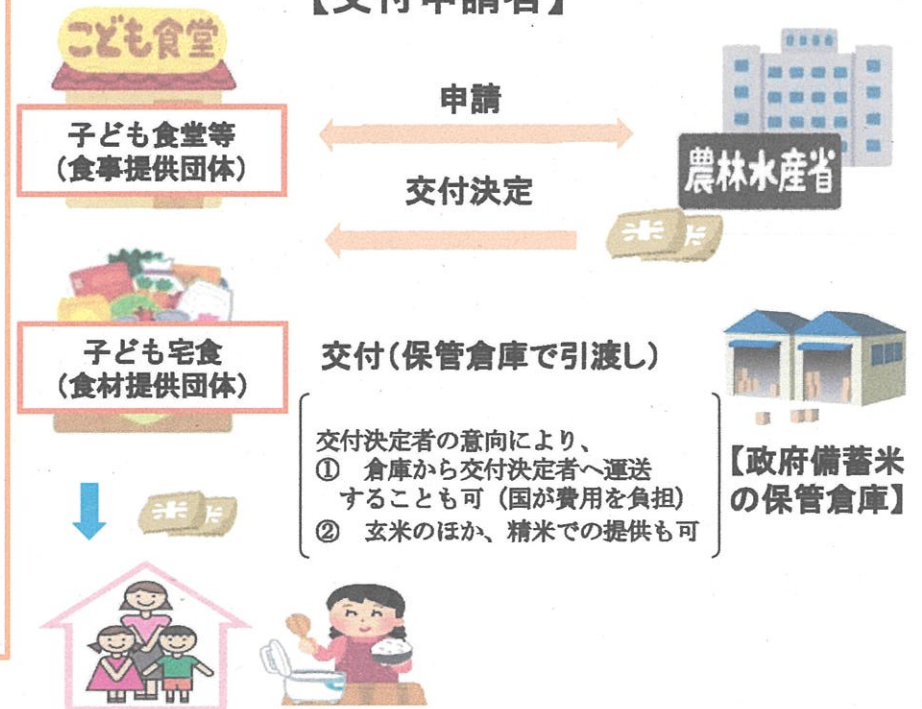 【交付申請者】
こども食堂
子ども食堂等
(食事提供団体)
申請
農林水産省
交付決定
米
米
子ども宅食
(食材提供団体)
交付(保管倉庫で引渡し)
交付決定者の意向により、
① 倉庫から交付決定者へ運送
することも可(国が費用を負担)
② 玄米のほか、精米での提供も可
【政府備蓄米
の保管倉庫】
米
米